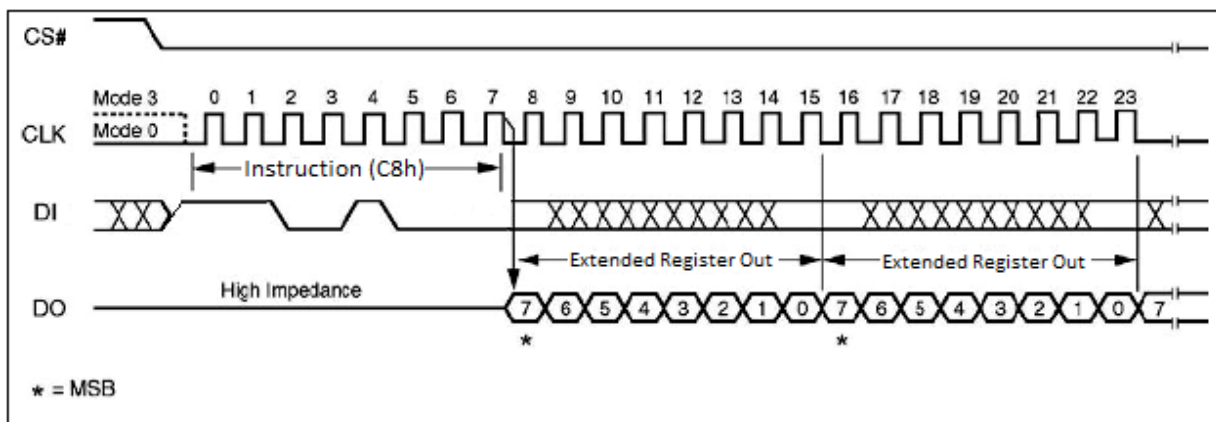 CS#
Mode 3 0 1 2 3 4 5 6 7 8 9 10 11 12 13 14 15 16 17 18 19 20 21 22 23
CLK Mode 0
Instruction (C8h)
DI
Extended Register Out Extended Register Out
High Impedance
DO 7 6 5 4 3 2 1 0 7 6 5 4 3 2 1 0 7
* *
* = MSB